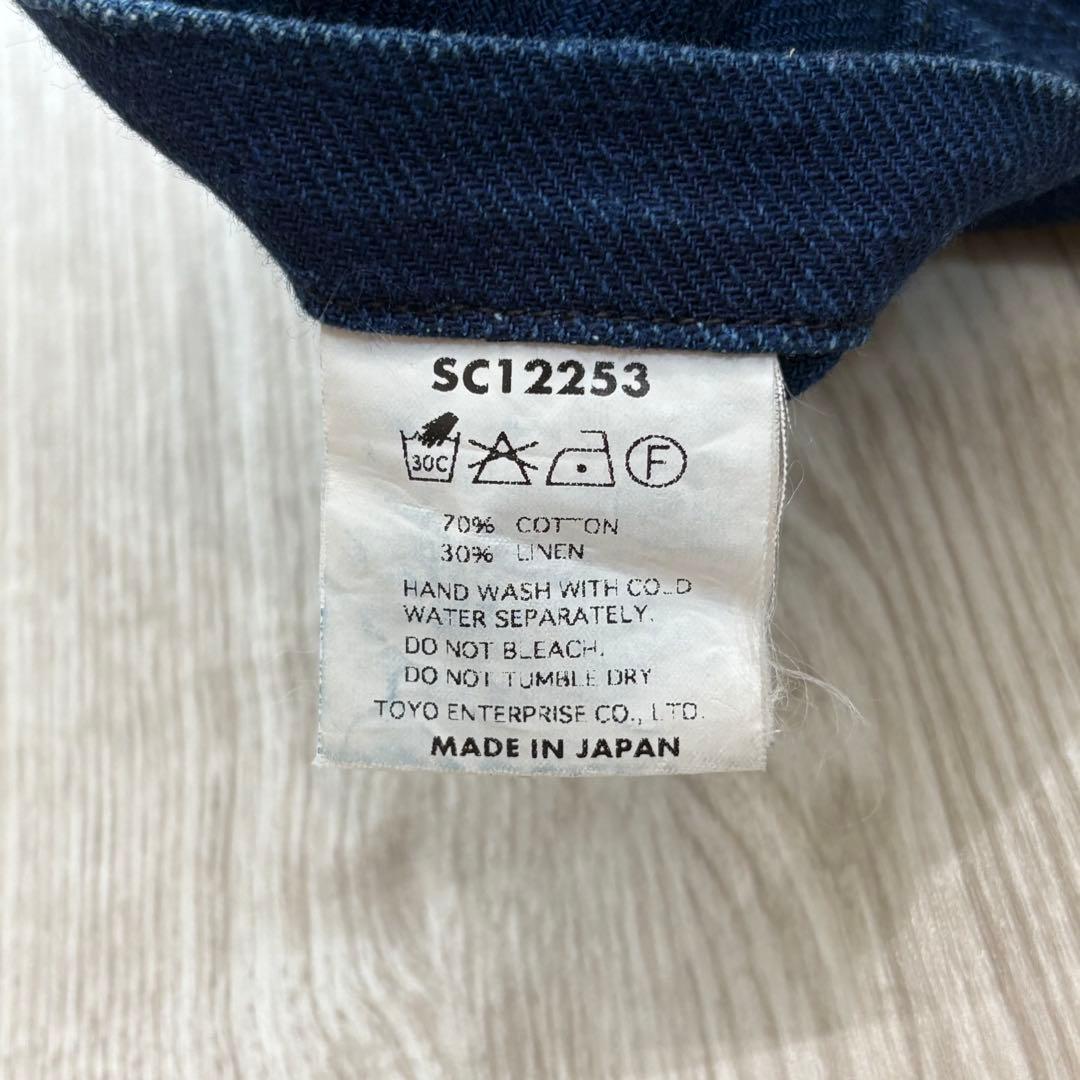 SC12253
30C F
70% COTTON
30% LINEN
HAND WASH WITH COLD
WATER SEPARATELY.
DO NOT BLEACH.
DO NOT TUMBLE DRY
TOYO ENTERPRISE CO., LTD.
MADE IN JAPAN